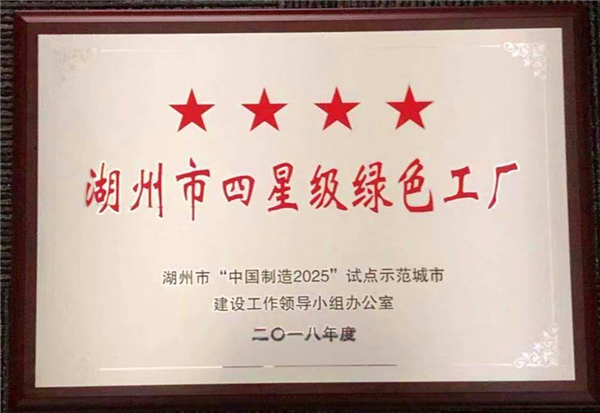 湖州市四星级绿色工厂
湖州市“中国制造2025”试点示范城市
建设工作领导小组办公室
二〇一八年度